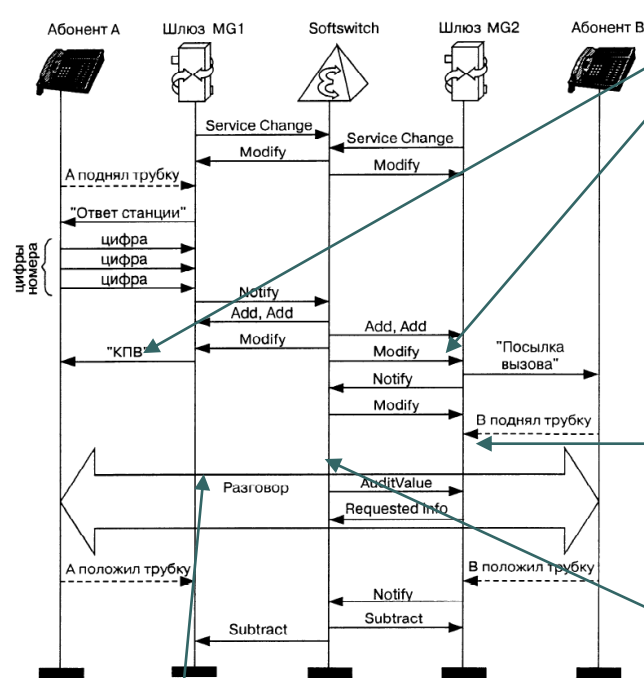 Абонент А
Шлюз MG1
Softswitch
Шлюз MG2
Абонент В
Service Change
Service Change
Modify
Modify
А поднял трубку
"Ответ станции"
цифры
номера
цифра
цифра
цифра
Notify
Add, Add
Add, Add
Modify
"КПВ"
Modify
"Посылка
вызова"
Notify
Modify
В поднял трубку
Разговор
AuditValue
Requested Info
А положил трубку
В положил трубку
Notify
Subtract
Subtract